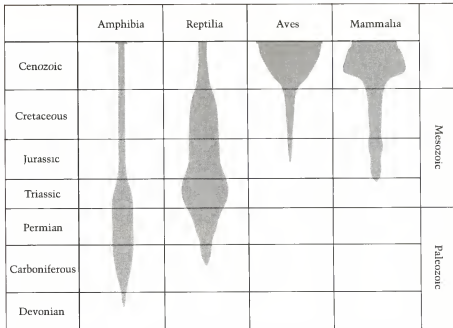 Amphibia Reptilia Aves Mammalia
Cenozoic
Cretaceous
Jurassic
Triassic
Permian
Carboniferous
Devonian
Mesozoic
Paleozoic